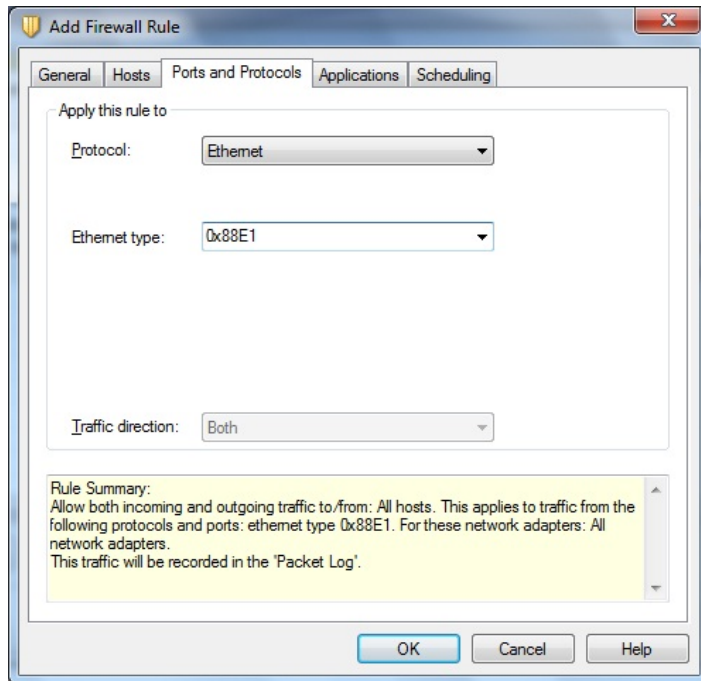 Add Firewall Rule
General Hosts Ports and Protocols Applications Scheduling
Apply this rule to
Protocol: Ethernet
Ethernet type: 0x88E1
Traffic direction: Both
Rule Summary:
Allow both incoming and outgoing traffic to/from: All hosts. This applies to traffic from the
following protocols and ports: ethernet type 0x88E1. For these network adapters: All
network adapters.
This traffic will be recorded in the 'Packet Log'.
OK Cancel Help